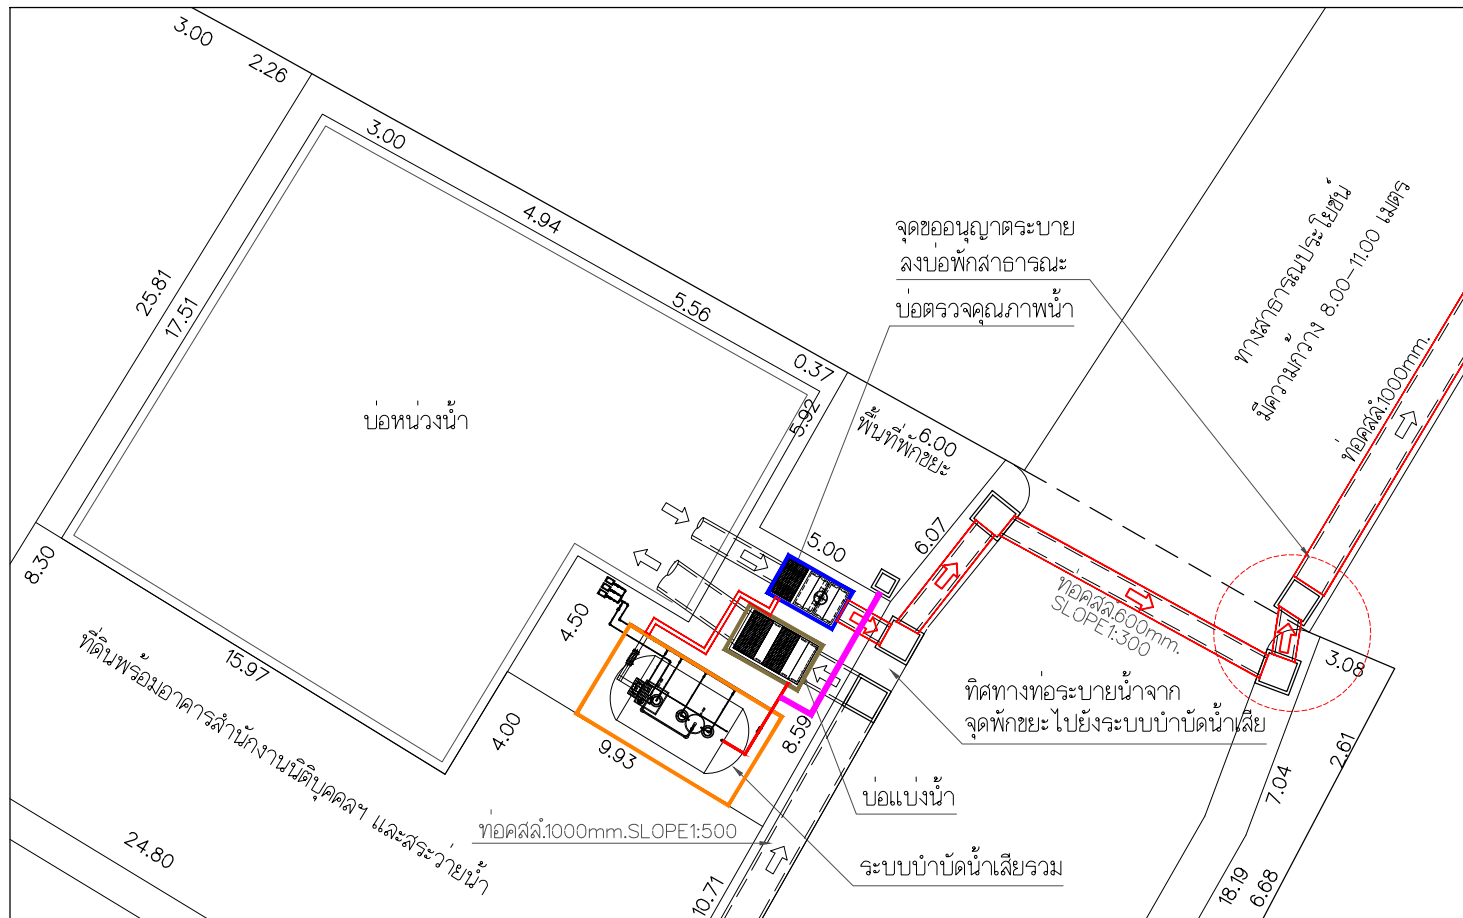 3.00
2.26
3.00
4.94
5.56
0.37
25.81
17.51
บ่อหน่วงน้ำ
จุดขออนุญาตระบาย
ลงบ่อพักสาธารณะ
บ่อตรวจคุณภาพน้ำ
ทางสาธารณประโยชน์
มีความกว้าง 8.00-11.00 เมตร
ท่อคสล.1000mm.
5.92
6.00
พื้นที่พักขยะ
5.00
6.07
ท่อคสล.600mm.
SLOPE1:300
3.08
8.30
4.50
15.97
ที่ดินพร้อมอาคารสำนักงานนิติบุคคลฯ และสระว่ายน้ำ
4.00
9.93
8.59
ทิศทางท่อระบายน้ำจาก
จุดพักขยะ ไปยังระบบบำบัดน้ำเสีย
2.61
7.04
บ่อแบ่งน้ำ
ท่อคสล.1000mm.SLOPE1:500
ระบบบำบัดน้ำเสียรวม
24.80
10.71
18.19
6.68